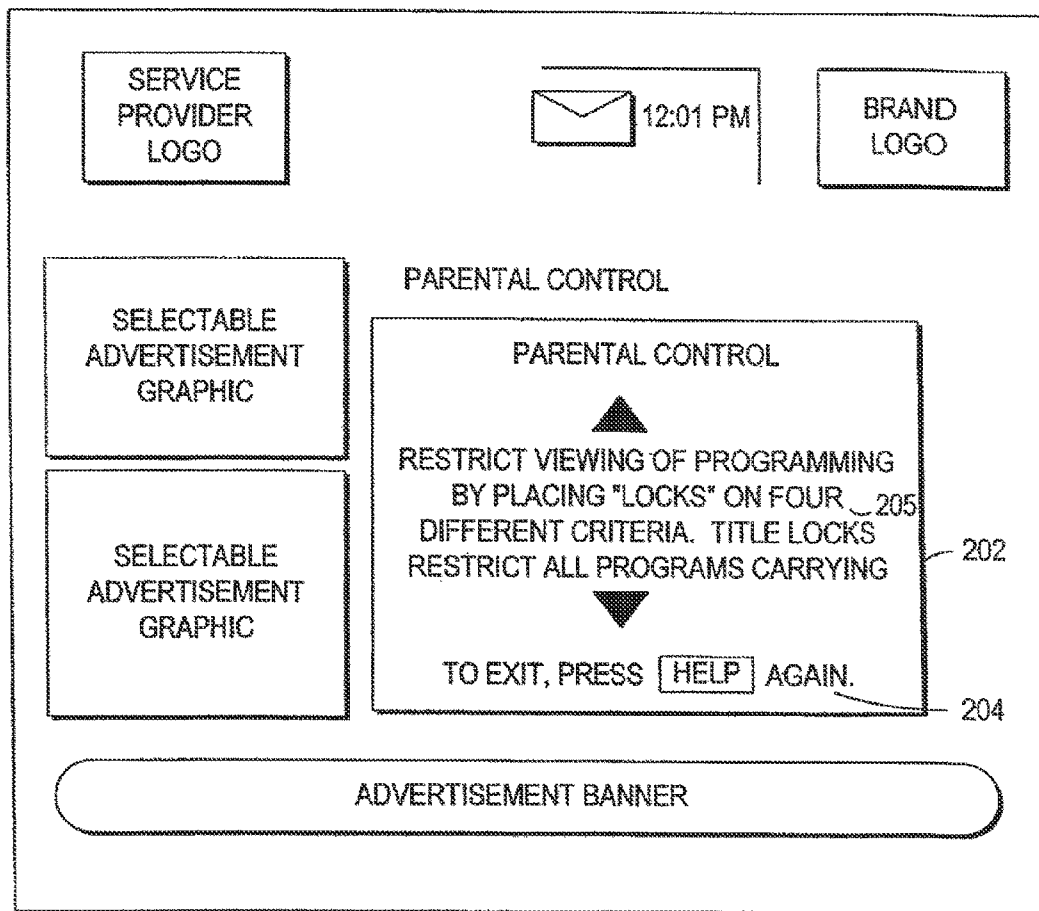 SERVICE
PROVIDER
LOGO
12:01 PM
BRAND
LOGO
SELECTABLE
ADVERTISEMENT
GRAPHIC
PARENTAL CONTROL
PARENTAL CONTROL
RESTRICT VIEWING OF PROGRAMMING
BY PLACING "LOCKS" ON FOUR
205
DIFFERENT CRITERIA. TITLE LOCKS
RESTRICT ALL PROGRAMS CARRYING
202
TO EXIT, PRESS HELP AGAIN.
204
SELECTABLE
ADVERTISEMENT
GRAPHIC
ADVERTISEMENT BANNER